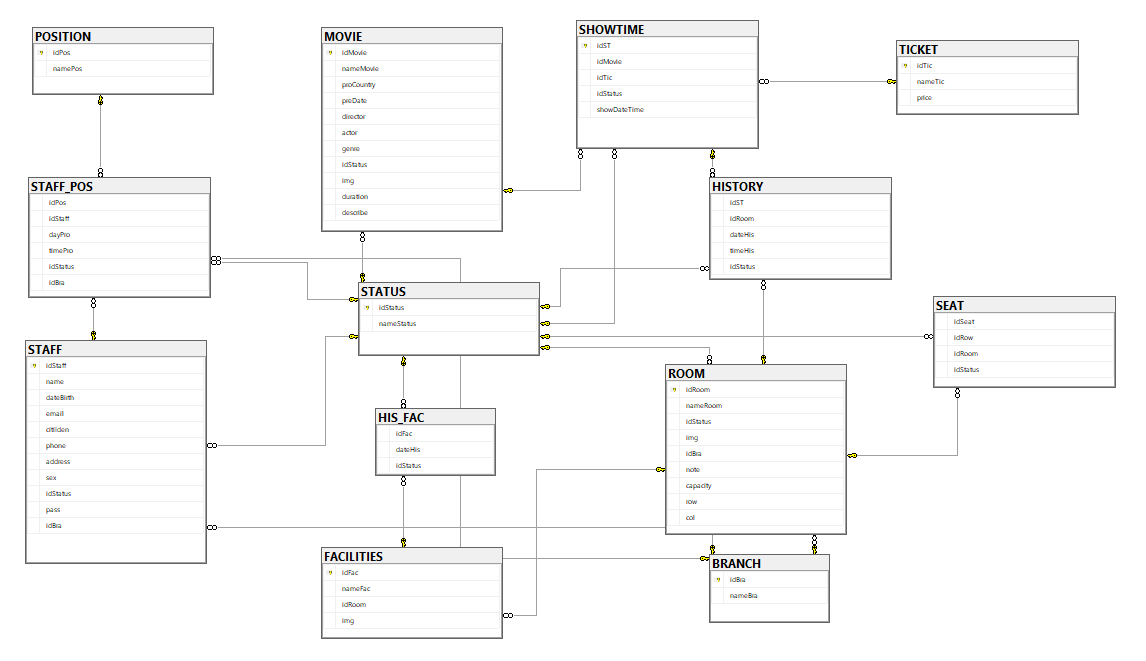 POSITION
idPos
namePos
MOVIE
idMovie
nameMovie
proCountry
preDate
director
actor
genre
idStatus
img
duration
describe
SHOWTIME
idST
idMovie
idTic
idStatus
showDateTime
TICKET
idTic
nameTic
price
STAFF_POS
idPos
idStaff
dayPro
timePro
idStatus
idBra
HISTORY
idST
idRoom
dateHis
timeHis
idStatus
STATUS
idStatus
nameStatus
SEAT
idSeat
idRow
idRoom
idStatus
STAFF
idStaff
name
dateBirth
email
citiIden
phone
address
sex
idStatus
pass
idBra
ROOM
idRoom
nameRoom
idStatus
img
idBra
note
capacity
row
col
HIS_FAC
idFac
dateHis
idStatus
FACILITIES
idFac
nameFac
idRoom
img
BRANCH
idBra
nameBra